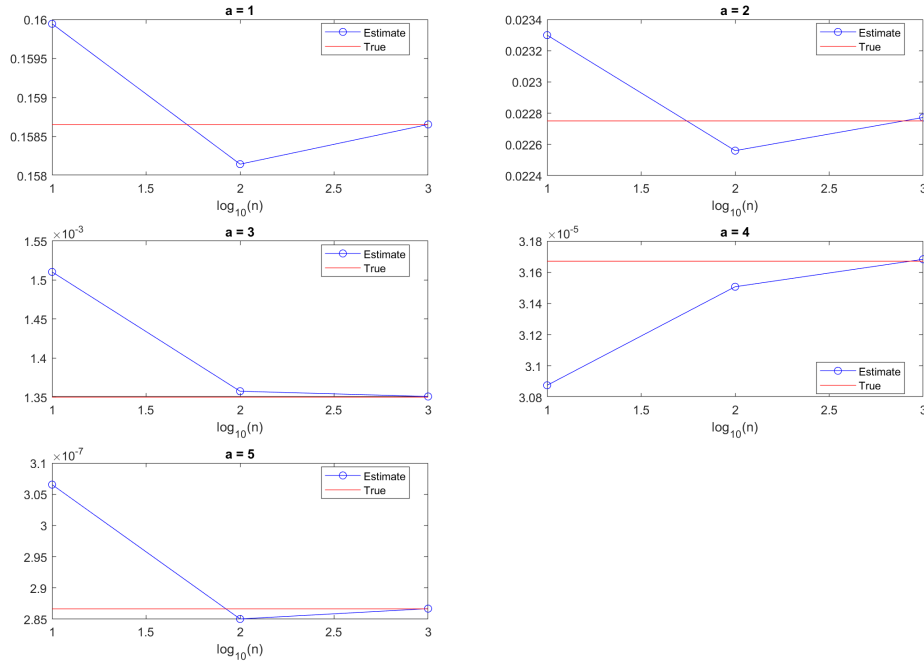 a = 1
0.16
0.1595
0.159
0.1585
0.158
1
1.5
2
2.5
3
log10(n)
Estimate
True
a = 2
0.0234
0.0232
0.023
0.0228
0.0226
0.0224
0.0222
1
1.5
2
2.5
3
log10(n)
Estimate
True
a = 3
×10-3
1.55
1.5
1.45
1.4
1.35
1
1.5
2
2.5
3
log10(n)
Estimate
True
a = 4
×10-5
3.18
3.16
3.14
3.12
3.1
3.08
1
1.5
2
2.5
3
log10(n)
Estimate
True
a = 5
×10-7
3.1
3.05
3
2.95
2.9
2.85
1
1.5
2
2.5
3
log10(n)
Estimate
True